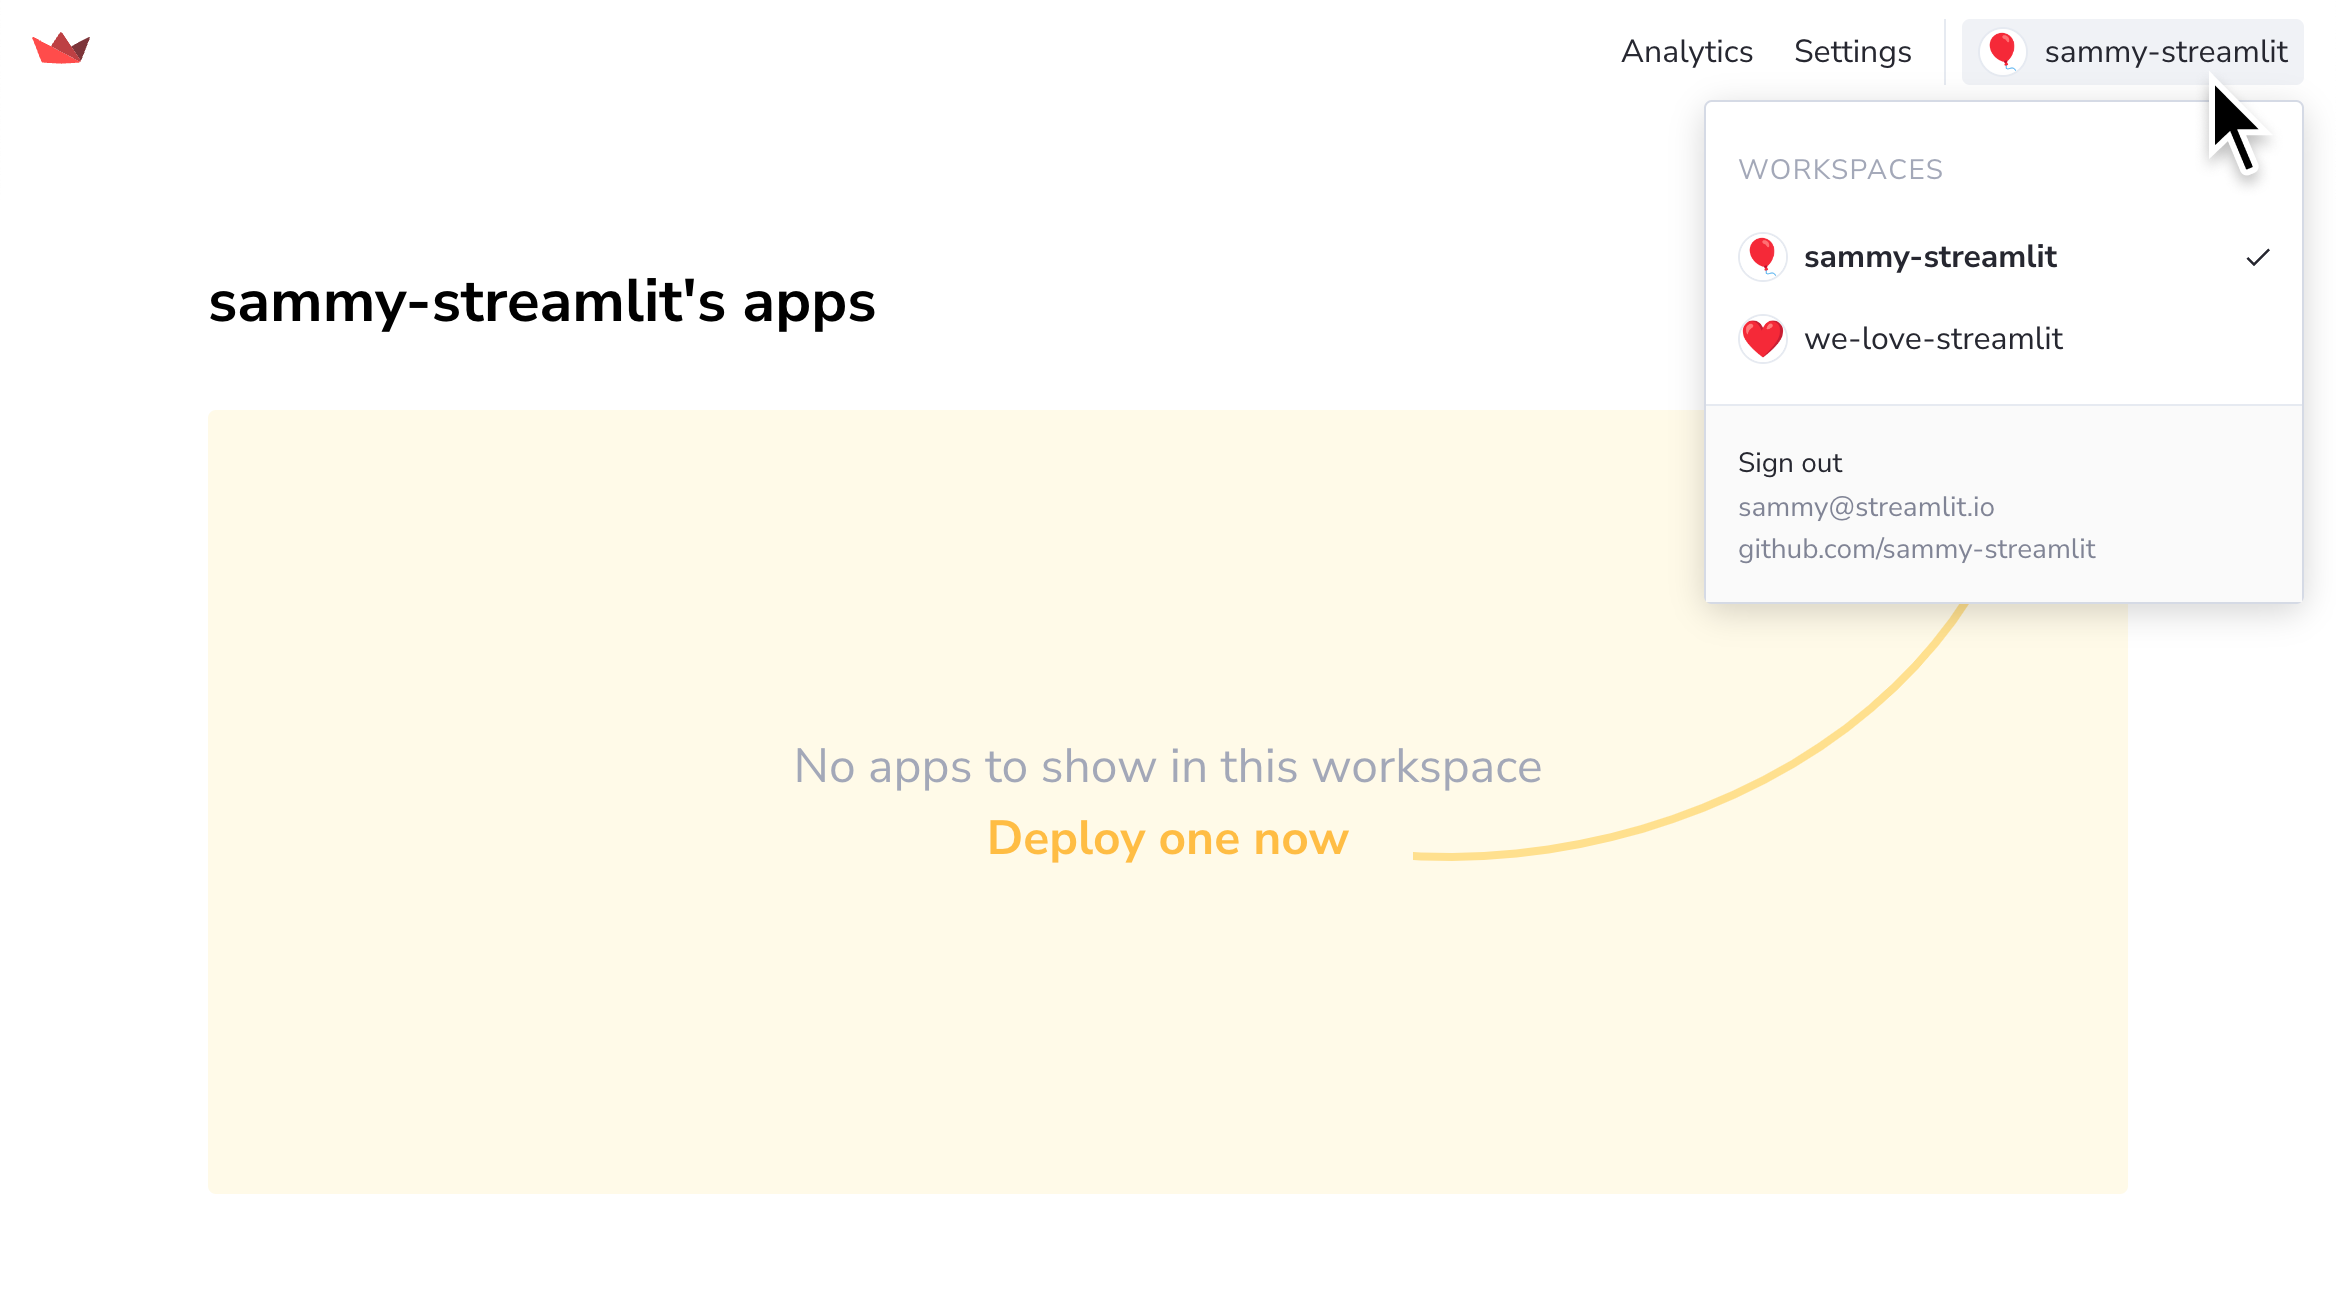 Analytics Settings sammy-streamlit
WORKSPACES
sammy-streamlit
we-love-streamlit
Sign out
sammy@streamlit.io
github.com/sammy-streamlit
sammy-streamlit's apps
No apps to show in this workspace
Deploy one now